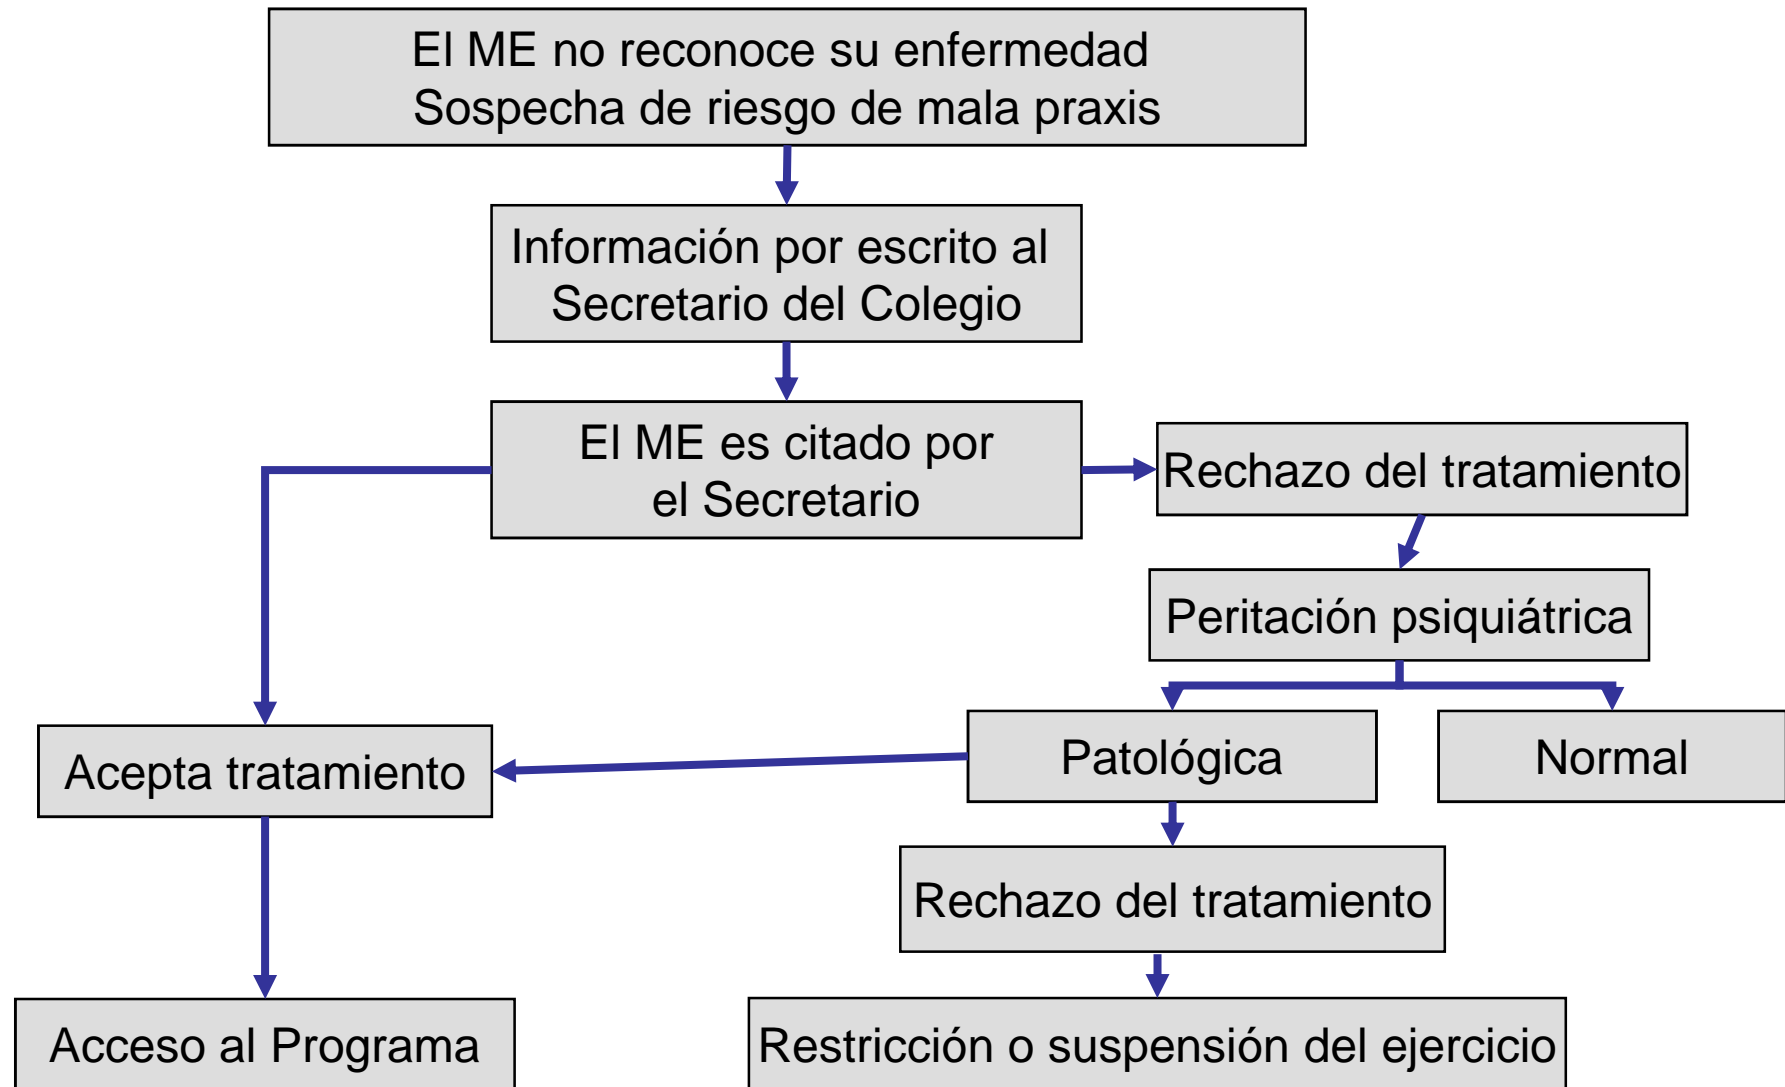 El ME no reconoce su enfermedad
Sospecha de riesgo de mala praxis
Información por escrito al
Secretario del Colegio
El ME es citado por
el Secretario
Rechazo del tratamiento
Peritación psiquiátrica
Acepta tratamiento
Patológica
Normal
Rechazo del tratamiento
Acceso al Programa
Restricción o suspensión del ejercicio